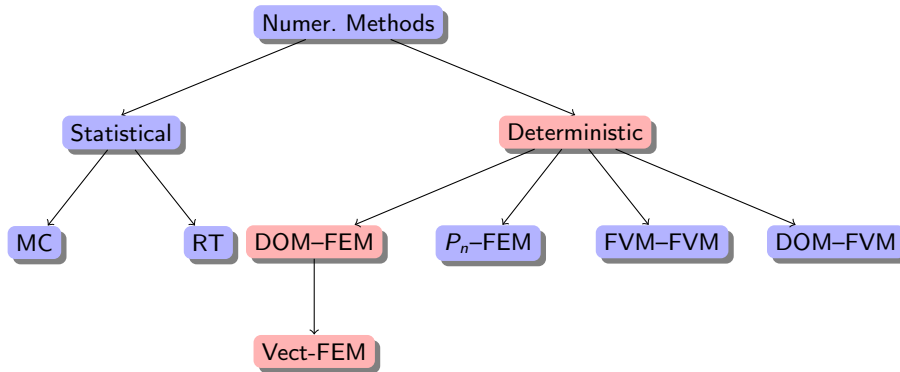 Numer. Methods
Statistical
Deterministic
MC
RT
DOM–FEM
Pₙ–FEM
FVM–FVM
DOM–FVM
Vect-FEM